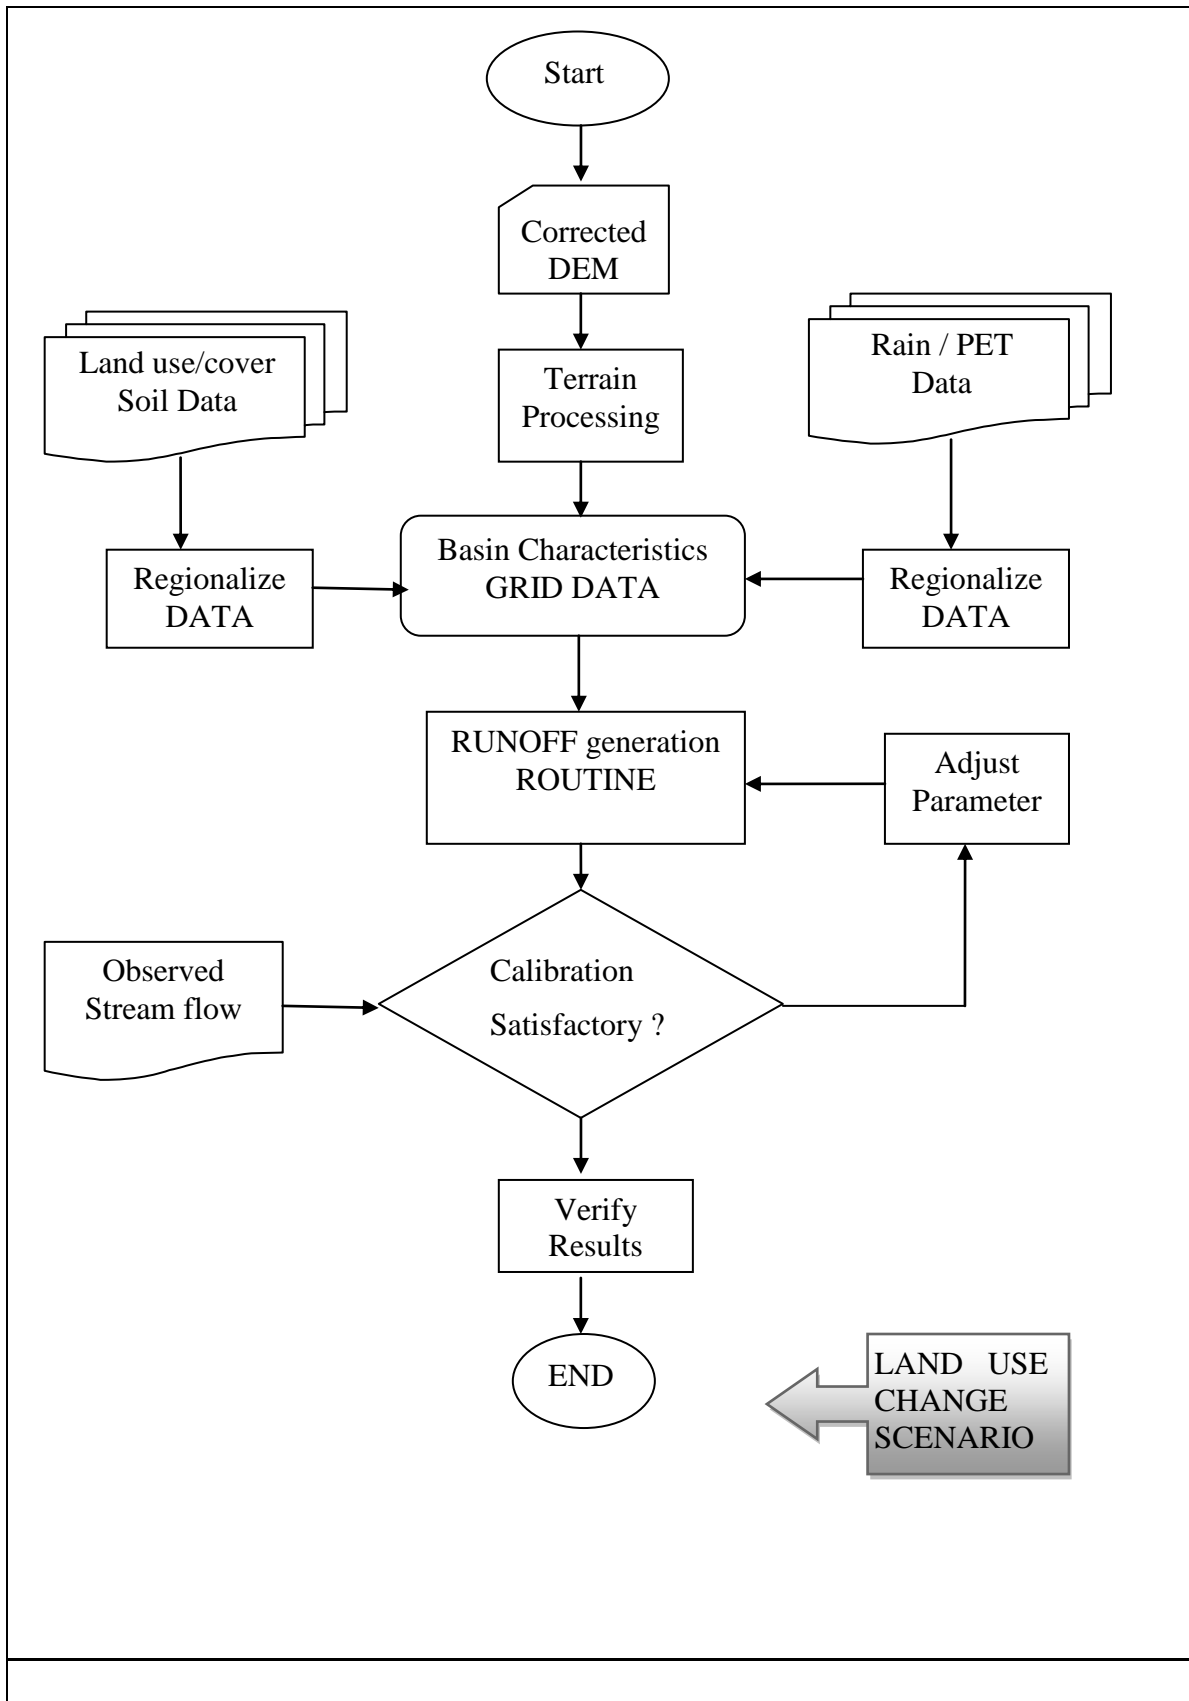 Start
Corrected
DEM
Land use/cover
Soil Data
Terrain
Processing
Rain / PET
Data
Regionalize
DATA
Basin Characteristics
GRID DATA
Regionalize
DATA
RUNOFF generation
ROUTINE
Adjust
Parameter
Observed
Stream flow
Calibration
Satisfactory ?
Verify
Results
END
LAND USE
CHANGE
SCENARIO